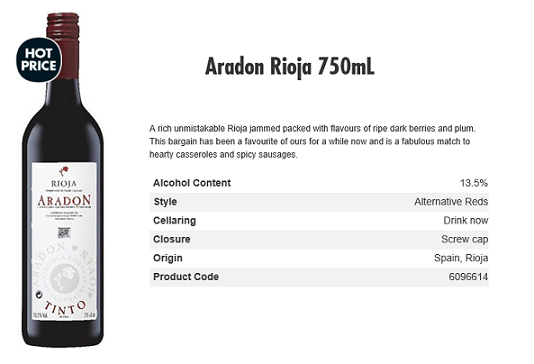 HOT
PRICE
Aradon Rioja 750mL
A rich unmistakable Rioja jammed packed with flavours of ripe dark berries and plum.
This bargain has been a favourite of ours for a while now and is a fabulous match to
hearty casseroles and spicy sausages.
Alcohol Content 13.5%
Style Alternative Reds
Cellaring Drink now
Closure Screw cap
Origin Spain, Rioja
Product Code 6096614
RIOJA
ARADON
ARADON
TINTO